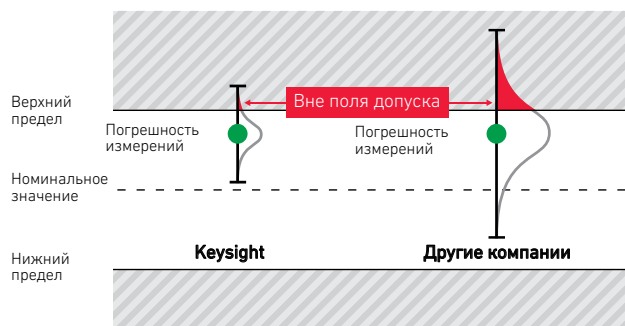 Верхний
предел
Вне поля допуска
Погрешность
измерений
Погрешность
измерений
Номинальное
значение
Нижний
предел
Keysight
Другие компании